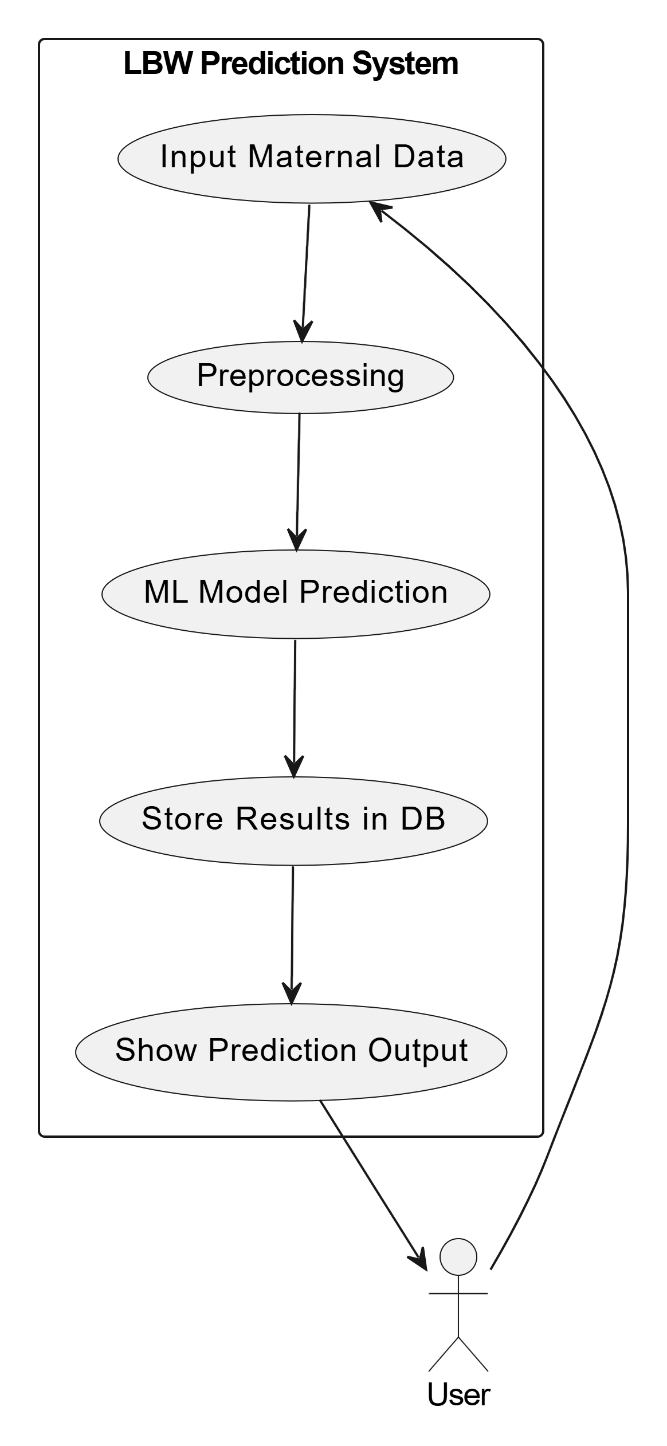 LBW Prediction System
Input Maternal Data
Preprocessing
ML Model Prediction
Store Results in DB
Show Prediction Output
User